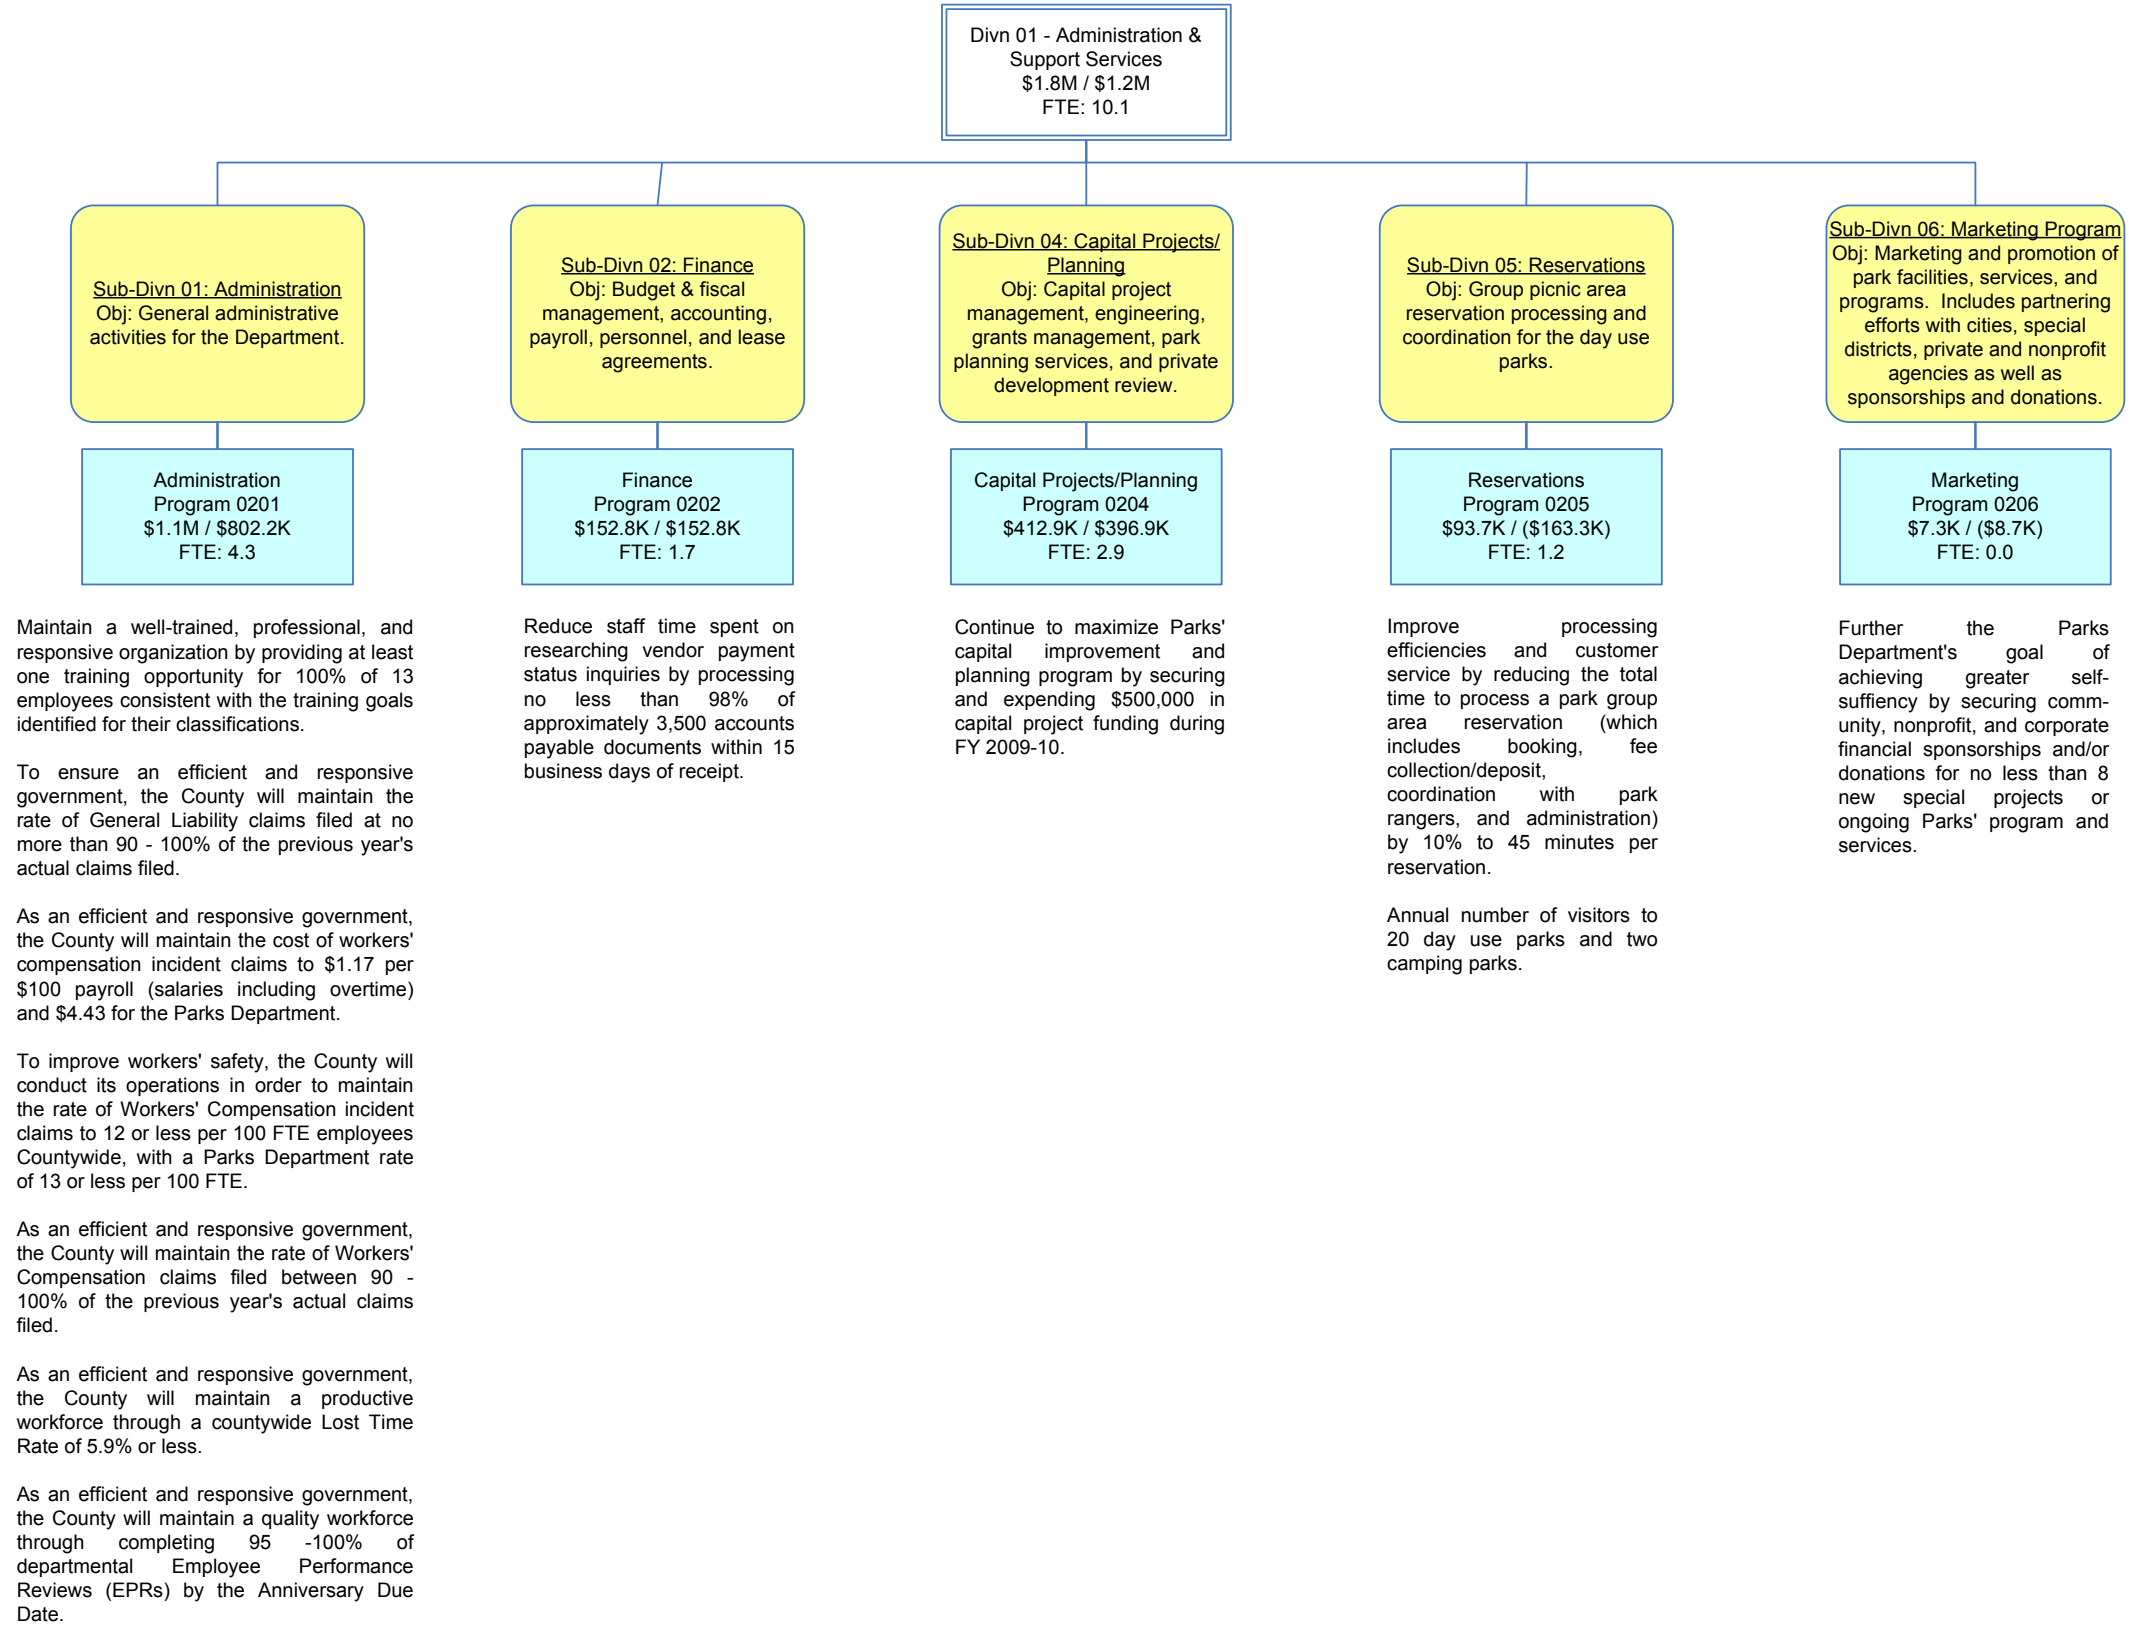 Divn 01 - Administration &
Support Services
$1.8M / $1.2M
FTE: 10.1
Sub-Divn 01: Administration
Obj: General administrative
activities for the Department.
Sub-Divn 02: Finance
Obj: Budget & fiscal
management, accounting,
payroll, personnel, and lease
agreements.
Sub-Divn 04: Capital Projects/
Planning
Obj: Capital project
management, engineering,
grants management, park
planning services, and private
development review.
Sub-Divn 05: Reservations
Obj: Group picnic area
reservation processing and
coordination for the day use
parks.
Sub-Divn 06: Marketing Program
Obj: Marketing and promotion of
park facilities, services, and
programs.  Includes partnering
efforts with cities, special
districts, private and nonprofit
agencies as well as
sponsorships and donations.
Administration
Program 0201
$1.1M / $802.2K
FTE: 4.3
Finance
Program 0202
$152.8K / $152.8K
FTE: 1.7
Capital Projects/Planning
Program 0204
$412.9K / $396.9K
FTE: 2.9
Reservations
Program 0205
$93.7K / ($163.3K)
FTE: 1.2
Marketing
Program 0206
$7.3K / ($8.7K)
FTE: 0.0
Maintain a well-trained, professional, and
responsive organization by providing at least
one training opportunity for 100% of 13
employees consistent with the training goals
identified for their classifications.
To ensure an efficient and responsive
government, the County will maintain the
rate of General Liability claims filed at no
more than 90 - 100% of the previous year's
actual claims filed.
As an efficient and responsive government,
the County will maintain the cost of workers'
compensation incident claims to $1.17 per
$100 payroll (salaries including overtime)
and $4.43 for the Parks Department.
To improve workers' safety, the County will
conduct its operations in order to maintain
the rate of Workers' Compensation incident
claims to 12 or less per 100 FTE employees
Countywide, with a Parks Department rate
of 13 or less per 100 FTE.
As an efficient and responsive government,
the County will maintain the rate of Workers'
Compensation claims filed between 90 -
100% of the previous year's actual claims
filed.
As an efficient and responsive government,
the County will maintain a productive
workforce through a countywide Lost Time
Rate of 5.9% or less.
As an efficient and responsive government,
the County will maintain a quality workforce
through completing 95 -100% of
departmental Employee Performance
Reviews (EPRs) by the Anniversary Due
Date.
Reduce staff time spent on
researching vendor payment
status inquiries by processing
no less than 98% of
approximately 3,500 accounts
payable documents within 15
business days of receipt.
Continue to maximize Parks'
capital improvement and
planning program by securing
and expending $500,000 in
capital project funding during
FY 2009-10.
Improve processing
efficiencies and customer
service by reducing the total
time to process a park group
area reservation (which
includes booking, fee
collection/deposit,
coordination with park
rangers, and administration)
by 10% to 45 minutes per
reservation.
Annual number of visitors to
20 day use parks and two
camping parks.
Further the Parks
Department's goal of
achieving greater self-
suffiency by securing comm-
unity, nonprofit, and corporate
financial sponsorships and/or
donations for no less than 8
new special projects or
ongoing Parks' program and
services.